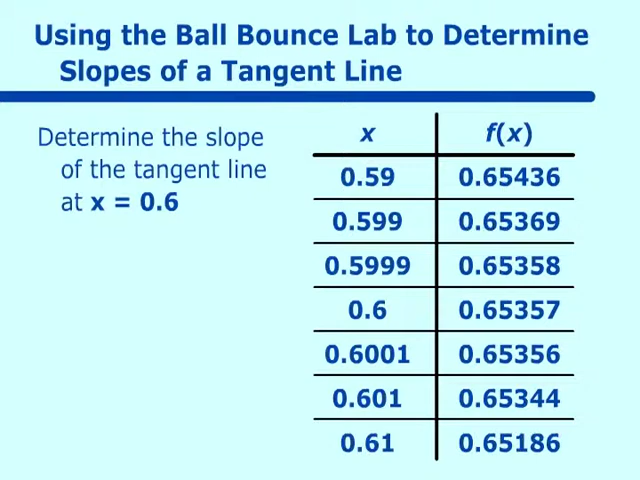 Using the Ball Bounce Lab to Determine
Slopes of a Tangent Line
Determine the slope
of the tangent line
at x = 0.6
x f(x)
0.59 0.65436
0.599 0.65369
0.5999 0.65358
0.6 0.65357
0.6001 0.65356
0.601 0.65344
0.61 0.65186